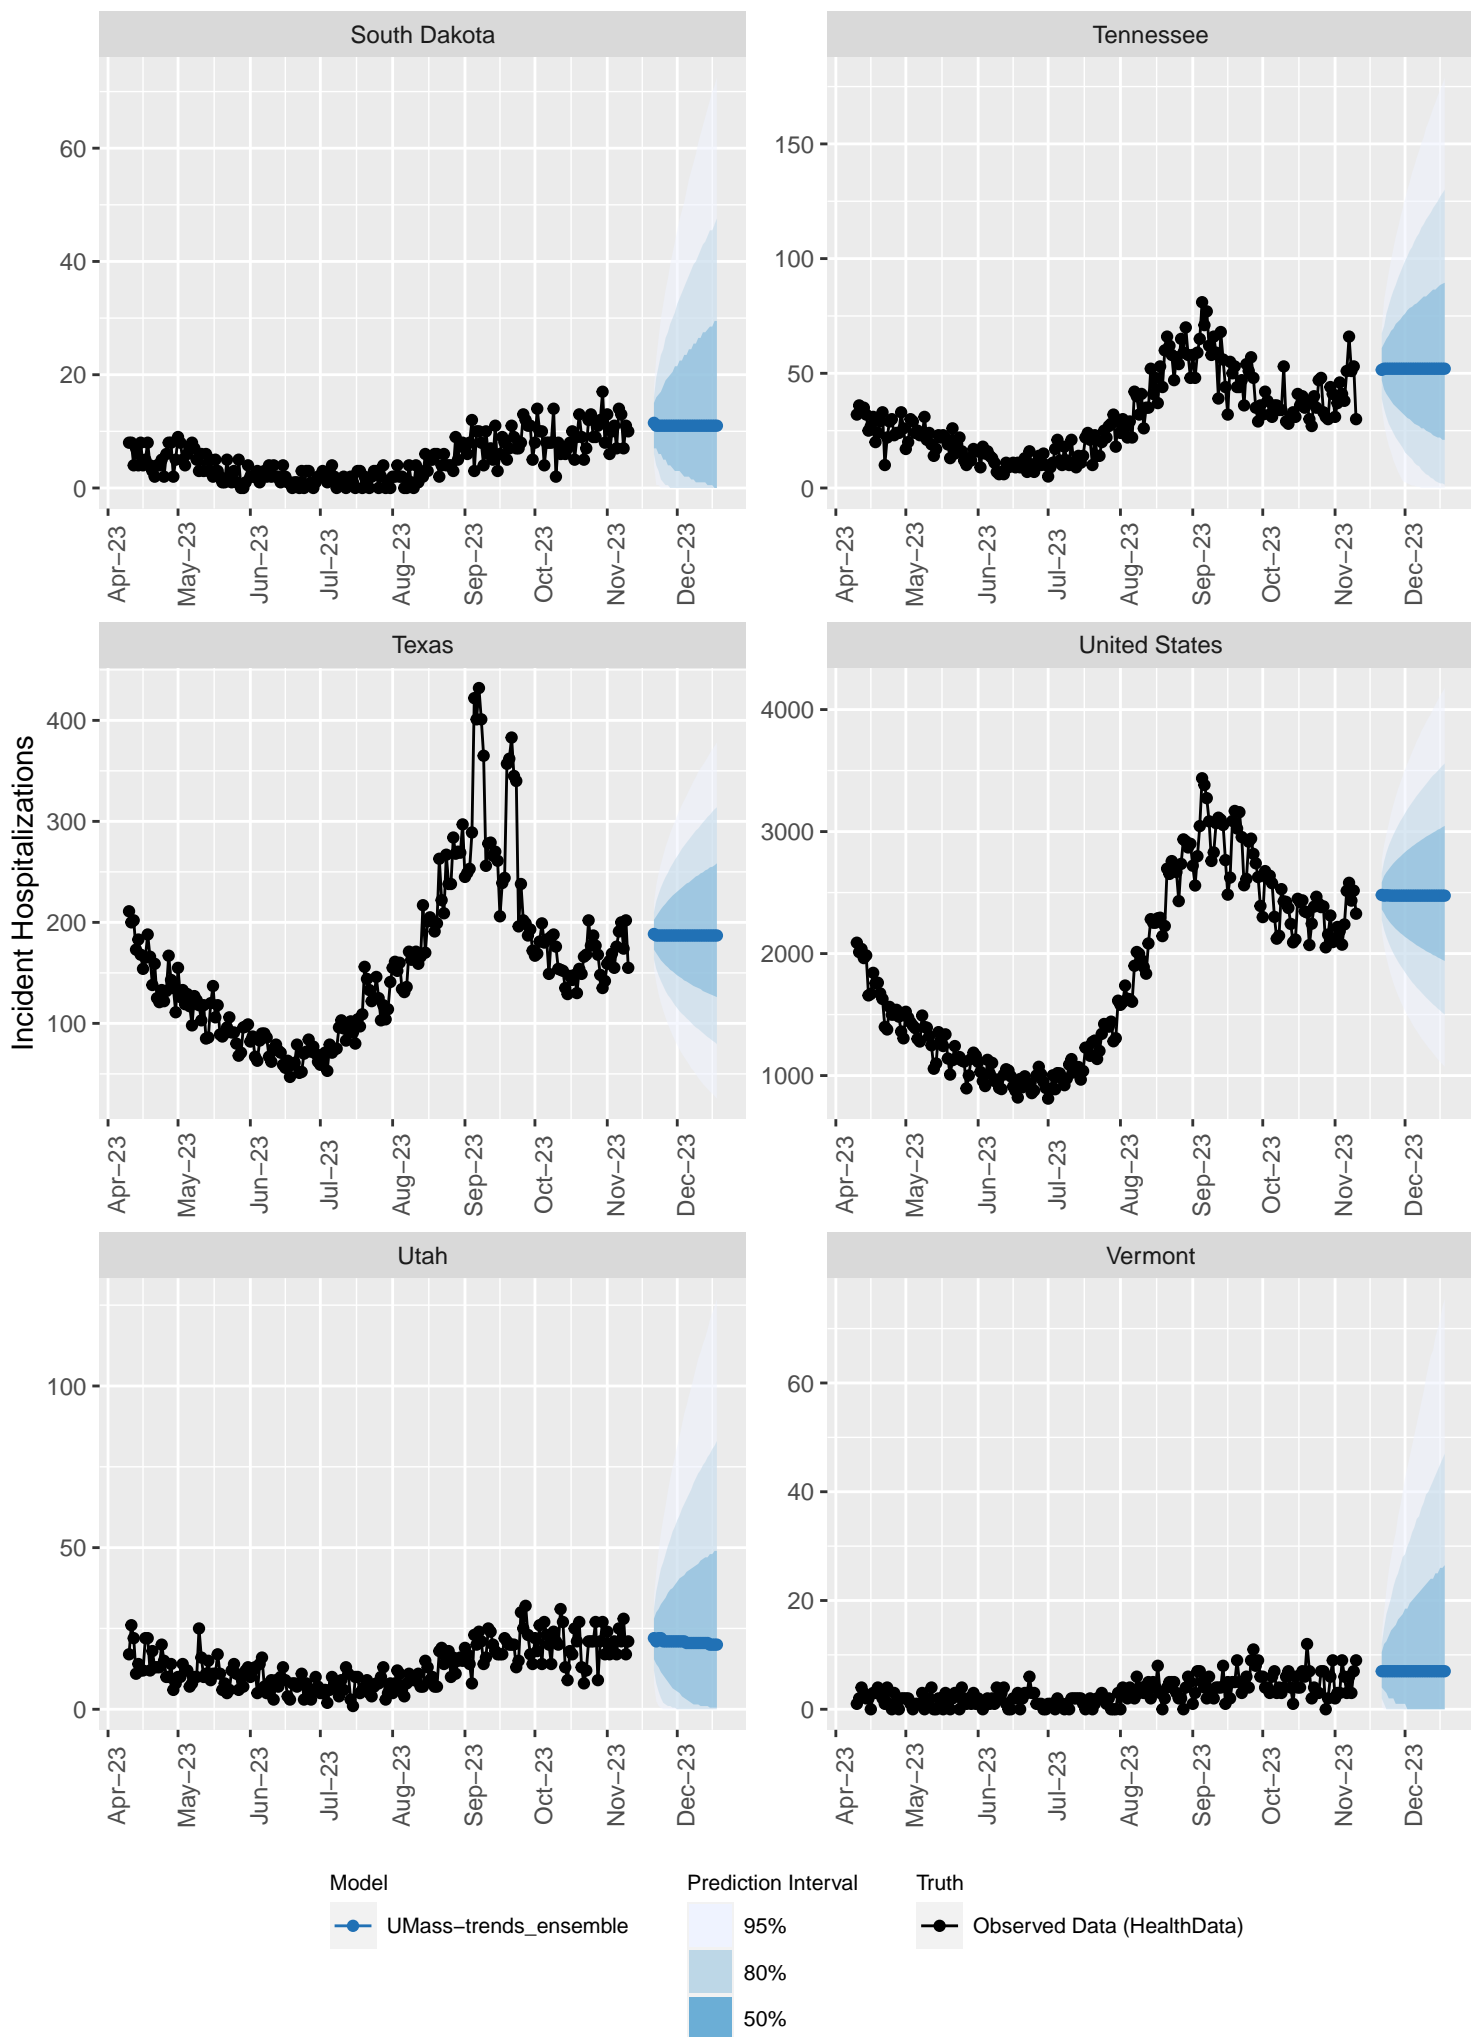 South Dakota
Tennessee
60
40
20
0
150
100
50
0
Apr−23
May−23
Jun−23
Jul−23
Aug−23
Sep−23
Oct−23
Nov−23
Dec−23
Apr−23
May−23
Jun−23
Jul−23
Aug−23
Sep−23
Oct−23
Nov−23
Dec−23
Incident Hospitalizations
Texas
United States
400
300
200
100
4000
3000
2000
1000
Apr−23
May−23
Jun−23
Jul−23
Aug−23
Sep−23
Oct−23
Nov−23
Dec−23
Apr−23
May−23
Jun−23
Jul−23
Aug−23
Sep−23
Oct−23
Nov−23
Dec−23
Utah
Vermont
100
50
0
60
40
20
0
Apr−23
May−23
Jun−23
Jul−23
Aug−23
Sep−23
Oct−23
Nov−23
Dec−23
Apr−23
May−23
Jun−23
Jul−23
Aug−23
Sep−23
Oct−23
Nov−23
Dec−23
Model
UMass−trends_ensemble
Prediction Interval
95%
80%
50%
Truth
Observed Data (HealthData)